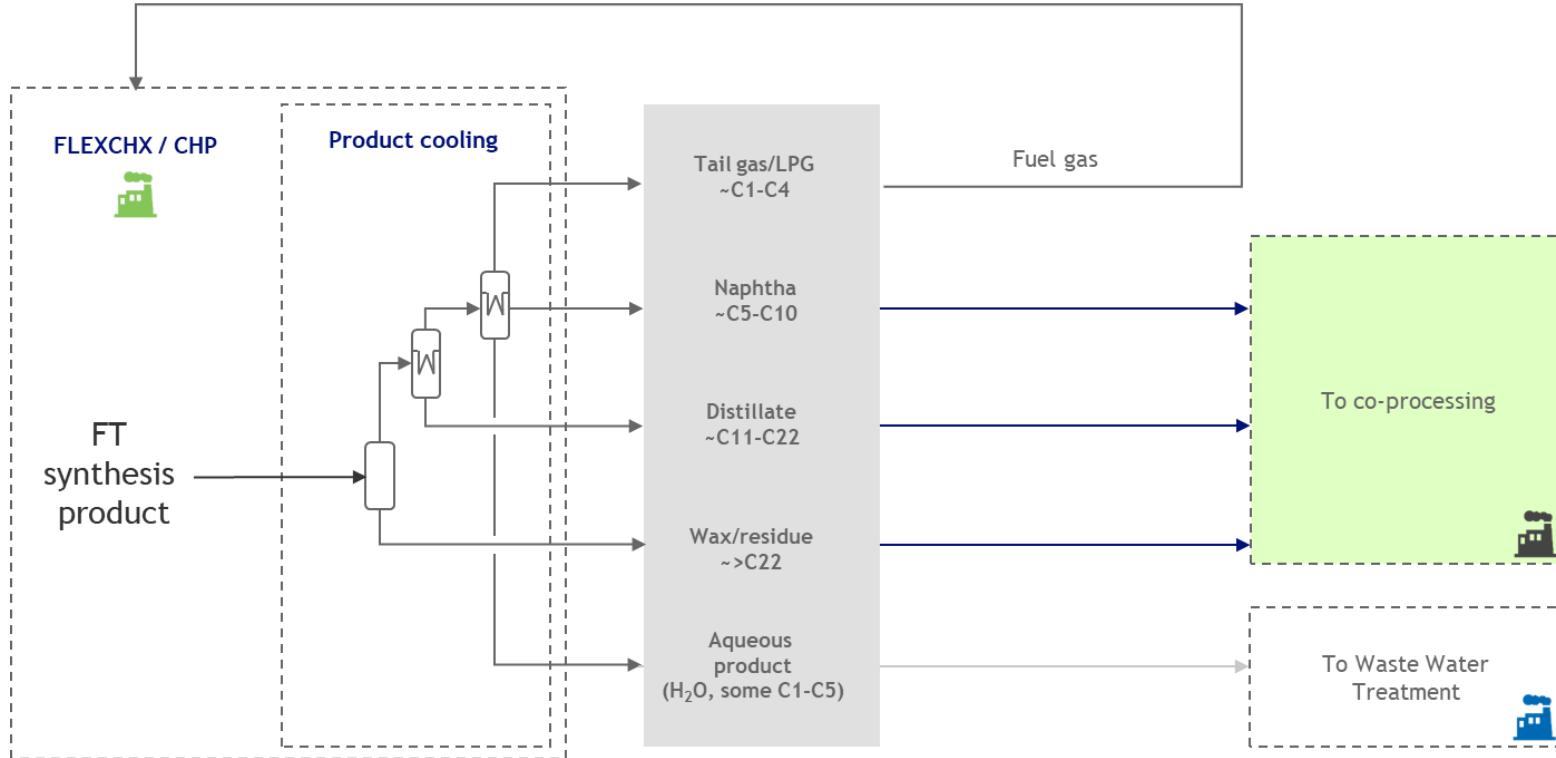 FLEXCHX / CHP
Product cooling
FT
synthesis
product
Tail gas/LPG
~C1-C4
Naphtha
~C5-C10
Distillate
~C11-C22
Wax/residue
~>C22
Aqueous
product
(H₂O, some C1-C5)
Fuel gas
To co-processing
To Waste Water
Treatment